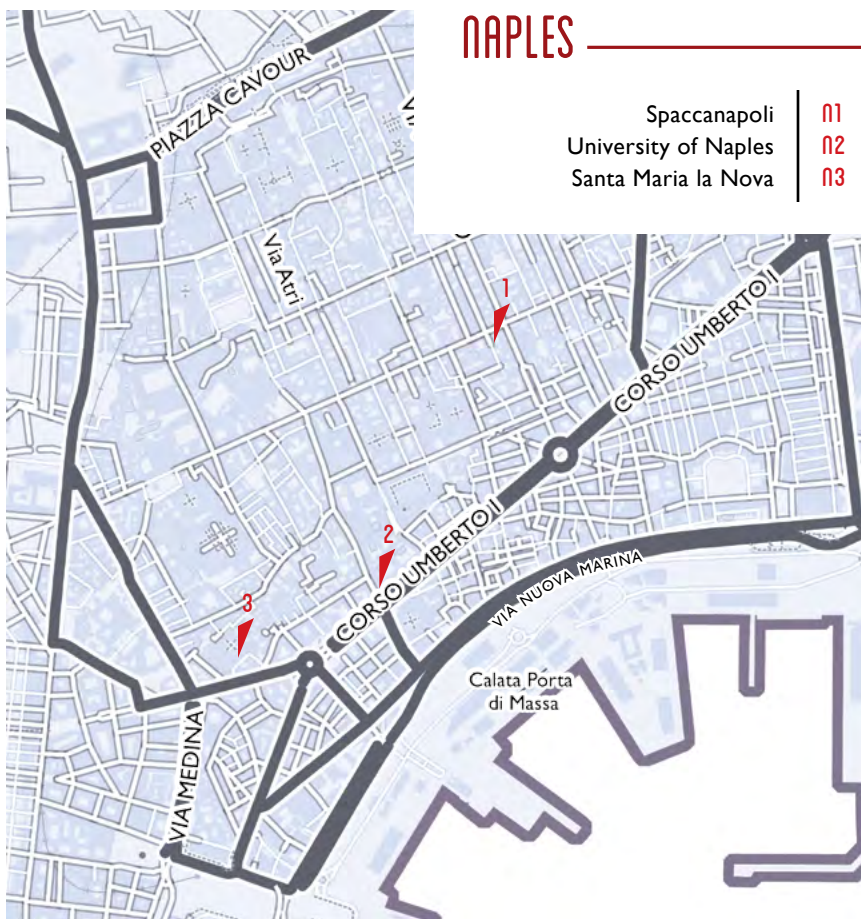 NAPLES
Spaccanapoli N1
University of Naples N2
Santa Maria la Nova N3
PIAZZA CAVOUR
Via Atri
1
CORSO UMBERTO I
2
CORSO UMBERTO I
VIA NUOVA MARINA
3
Calata Porta
di Massa
VIA MEDINA